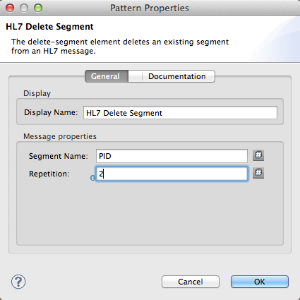 Pattern Properties
HL7 Delete Segment
The delete-segment element deletes an existing segment
from an HL7 message.
General
Documentation
Display
Display Name:
HL7 Delete Segment
Message properties
Segment Name:
PID
Repetition:
2
?
Cancel
OK